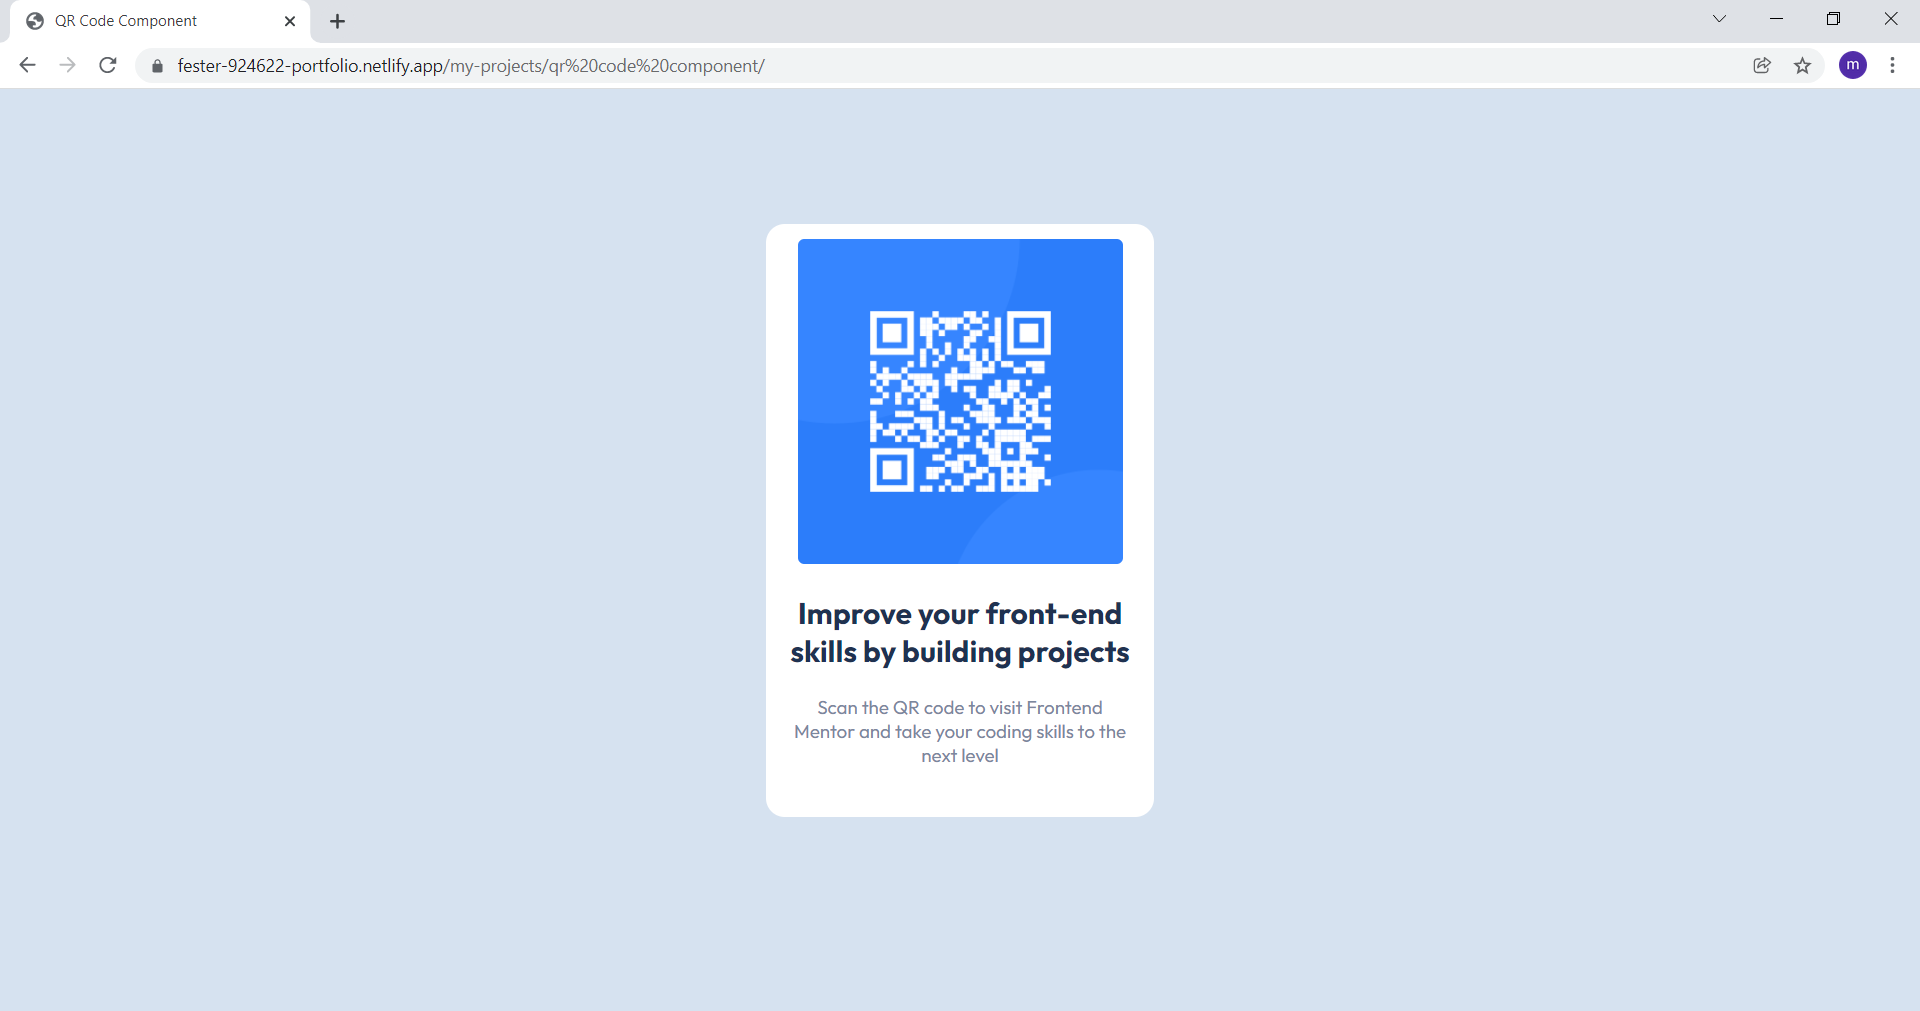 QR Code Component
fester-924622-portfolio.netlify.app/my-projects/qr%20code%20component/
m
Improve your front-end
skills by building projects
Scan the QR code to visit Frontend
Mentor and take your coding skills to the
next level